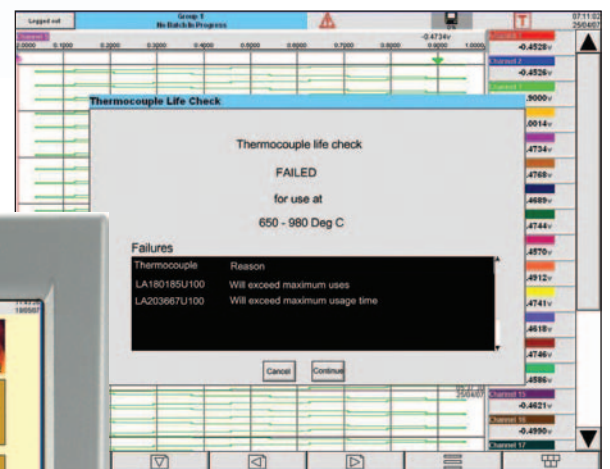 Logged out
Group 1
No Batch In Progress
T
07:11:02
25/04/07
-0.4734v
0.1000 0.2000 0.3000 0.4000 0.5000 0.6000 0.7000 0.8000 0.9000 1.0000
-0.4528v
Channel 2
-0.4526v
.9000v
.0014v
.4734v
.4768v
.4689v
.4744v
.4570v
.4912v
.4741v
.4618v
.4746v
.4586v
Thermocouple Life Check
Thermocouple life check
FAILED
for use at
650 - 980 Deg C
Failures
Thermocouple Reason
LA180185U100 Will exceed maximum uses
LA203667U100 Will exceed maximum usage time
Cancel Continue
25/04/07
Channel 15
-0.4621v
Channel 16
-0.4990v
Channel 17